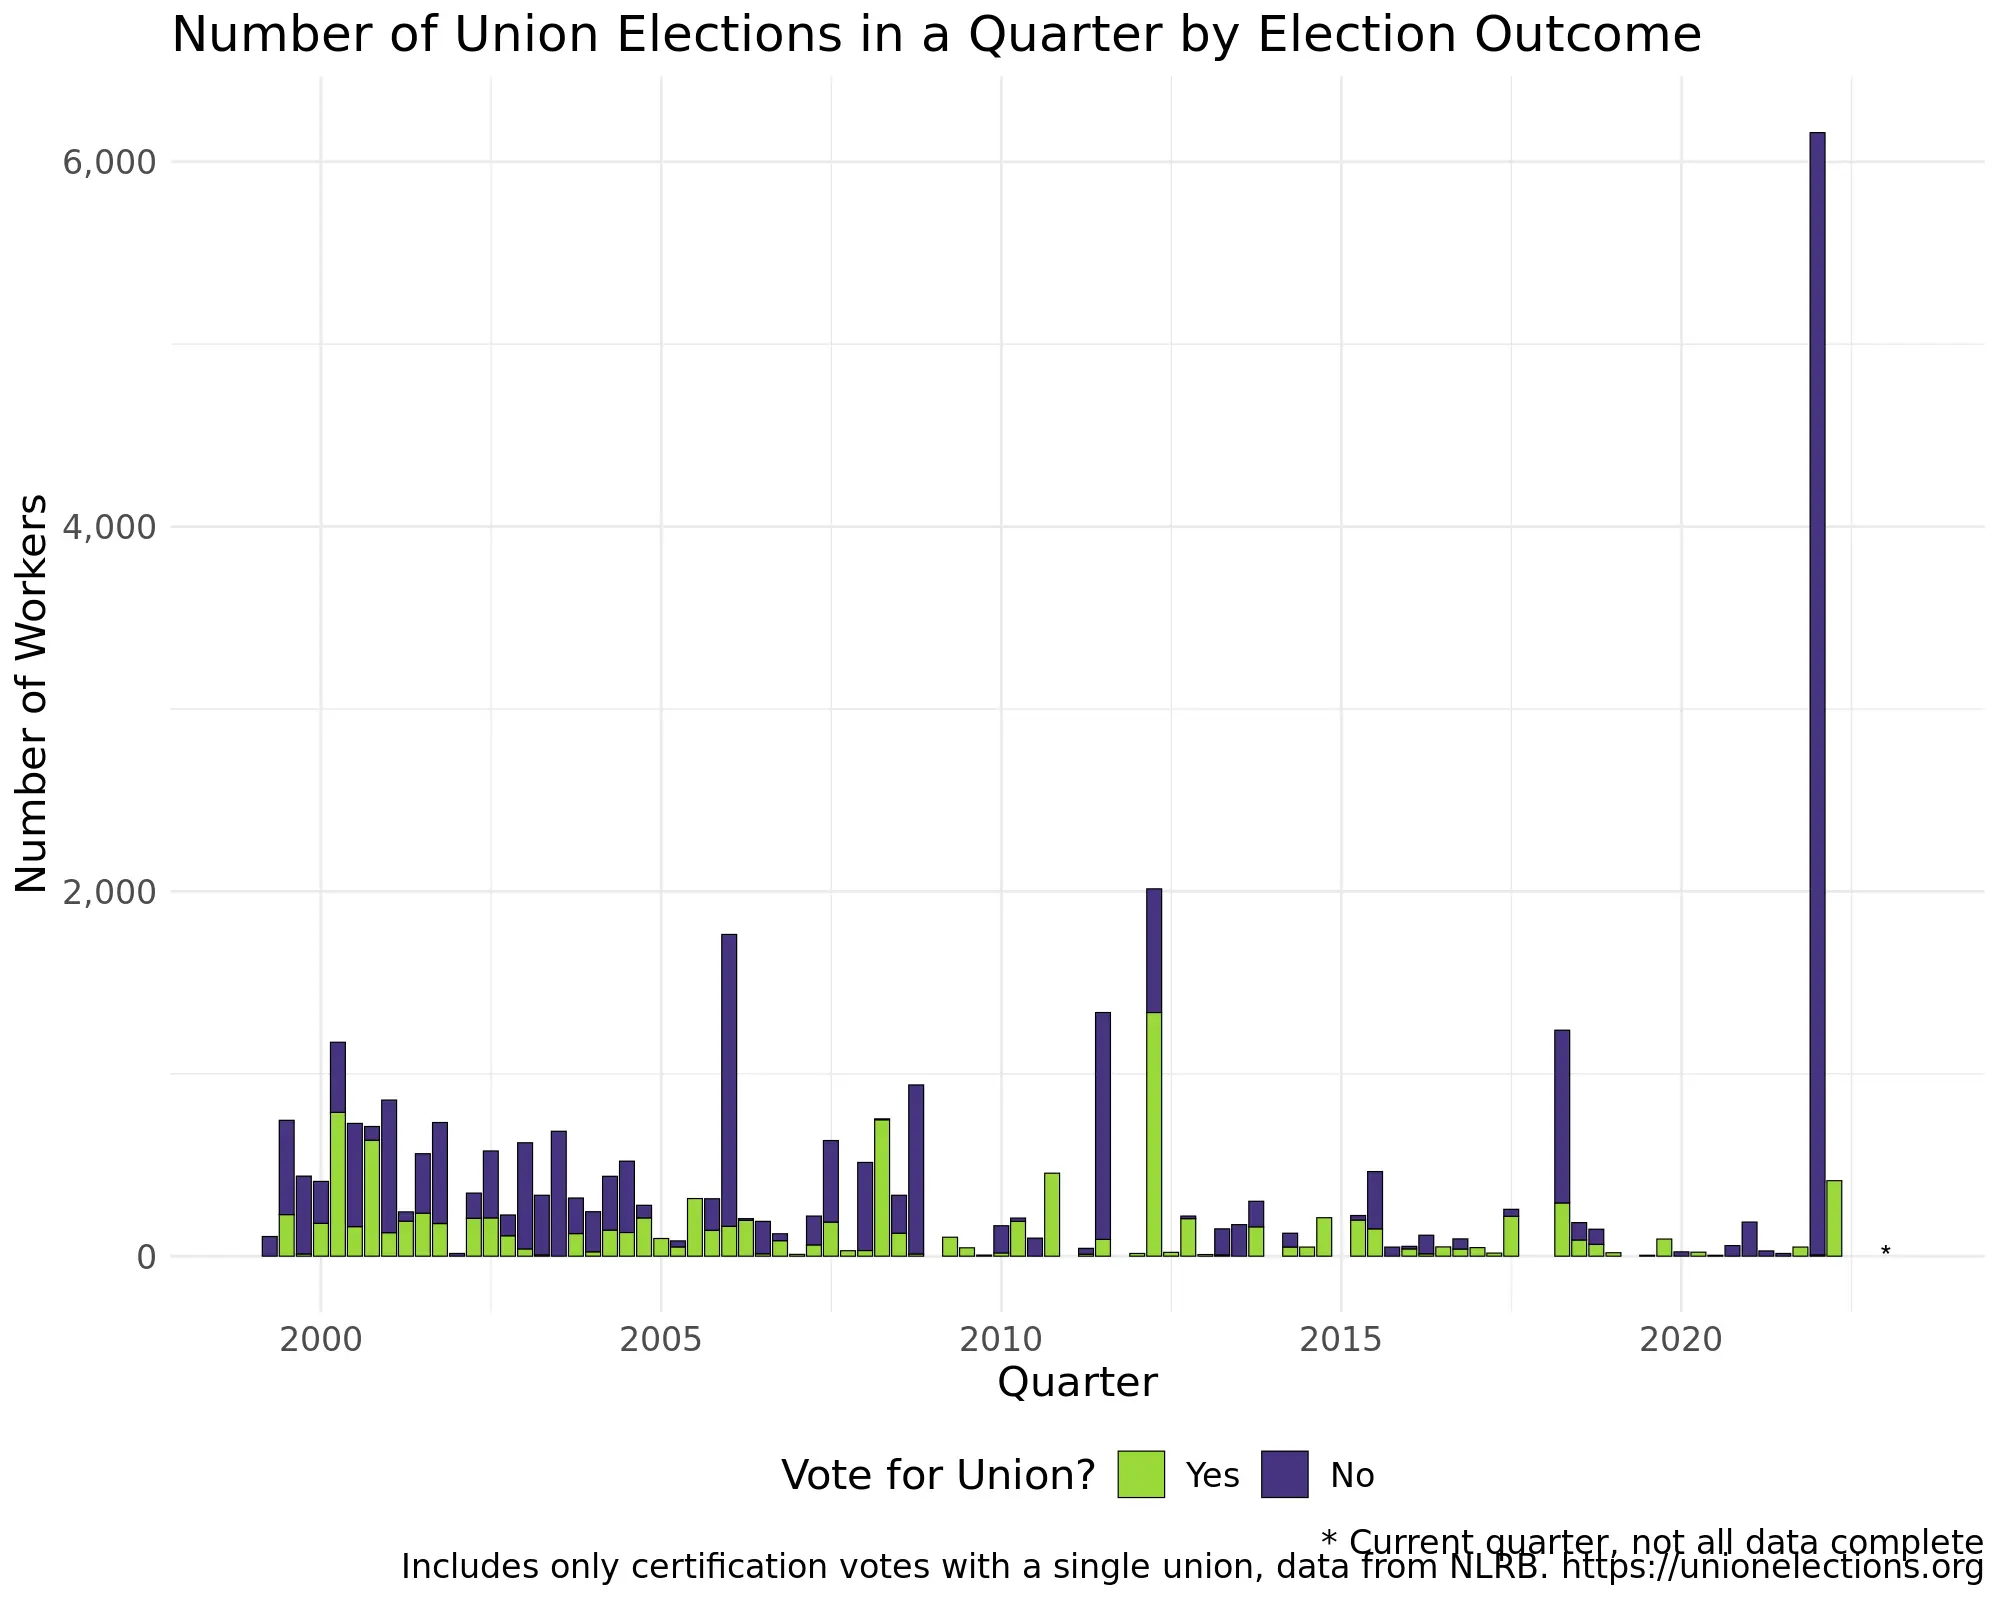 Number of Union Elections in a Quarter by Election Outcome
Number of Workers
6,000
4,000
2,000
0
*
2000 2005 2010 2015 2020
Quarter
Vote for Union? Yes No
* Current quarter, not all data complete
Includes only certification votes with a single union, data from NLRB. https://unionelections.org